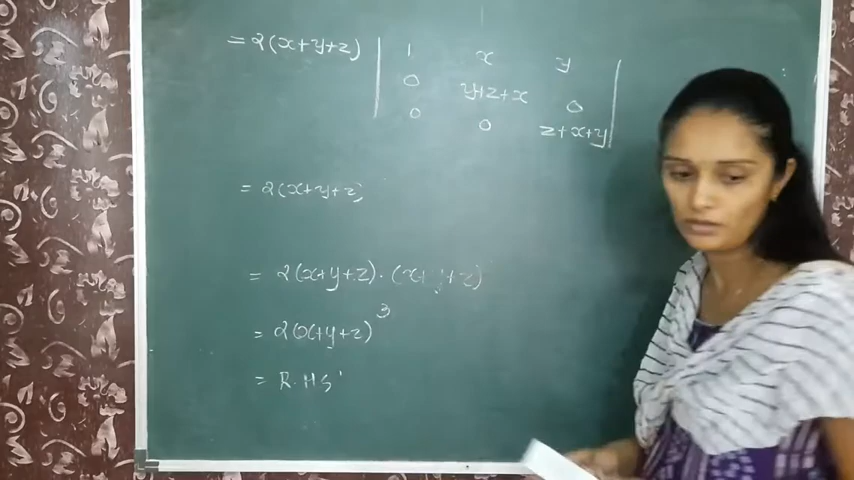 = 2(x+y+z) | 1 x y |
0 y+z+x 0
0 0 z+x+y
= 2(x+y+z)
= 2(x+y+z) · (x+y+z)
= 2(x+y+z)³
= R.H.S